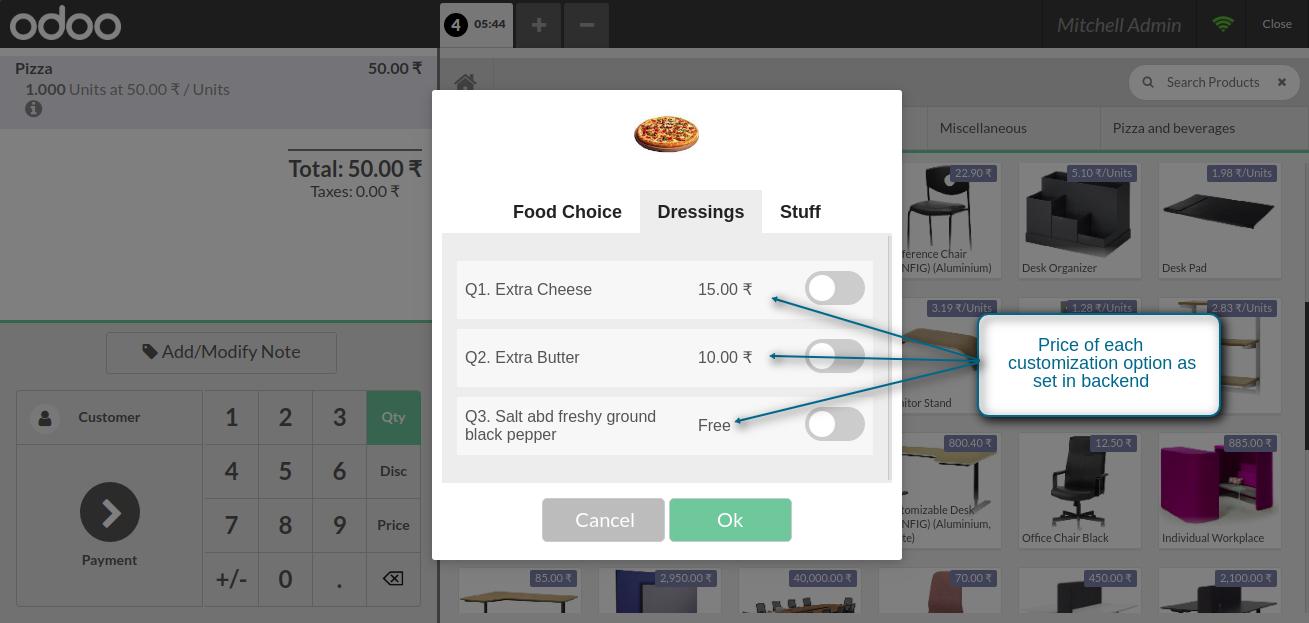 odoo
4 05:44
Mitchell Admin
Close
Pizza 50.00 ₹
1.000 Units at 50.00 ₹ / Units
Total: 50.00 ₹
Taxes: 0.00 ₹
Add/Modify Note
Customer
1 2 3 Qty
4 5 6 Disc
7 8 9 Price
+/- 0 .
Payment
Search Products
Miscellaneous
Pizza and beverages
Food Choice
Dressings
Stuff
Q1. Extra Cheese 15.00 ₹
Q2. Extra Butter 10.00 ₹
Q3. Salt abd freshy ground
black pepper
Free
Cancel
Ok
Price of each
customization option as
set in backend
22.90 ₹
5.10 ₹/Units
1.98 ₹/Units
ference Chair
NFIG) (Aluminium)
Desk Organizer
Desk Pad
3.19 ₹/Units
1.28 ₹/Units
2.83 ₹/Units
nitor Stand
800.40 ₹
12.50 ₹
885.00 ₹
tomizable Desk
NFIG) (Aluminium,
te)
Office Chair Black
Individual Workplace
85.00 ₹
2,950.00 ₹
40,000.00 ₹
70.00 ₹
450.00 ₹
2,100.00 ₹